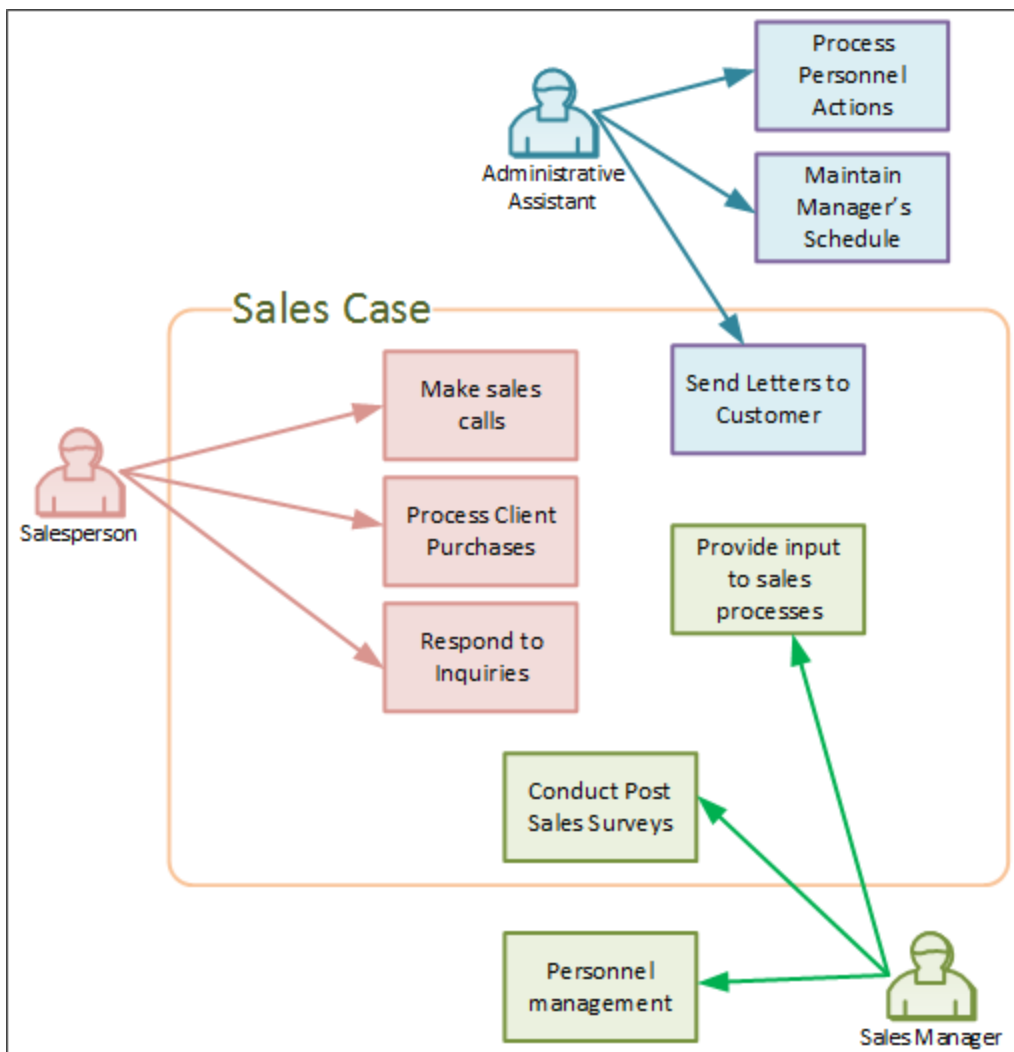 Process
Personnel
Actions
Administrative
Assistant
Maintain
Manager's
Schedule
Sales Case
Make sales
calls
Send Letters to
Customer
Salesperson
Process Client
Purchases
Provide input
to sales
processes
Respond to
Inquiries
Conduct Post
Sales Surveys
Personnel
management
Sales Manager